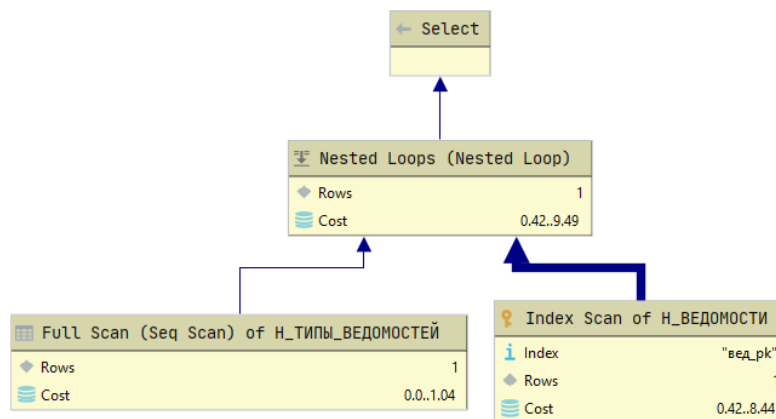 Select
Nested Loops (Nested Loop)
Rows 1
Cost 0.42..9.49
Full Scan (Seq Scan) of Н_ТИПЫ_ВЕДОМОСТЕЙ
Rows 1
Cost 0.0..1.04
Index Scan of Н_ВЕДОМОСТИ
Index "вед_pk"
Rows 1
Cost 0.42..8.44